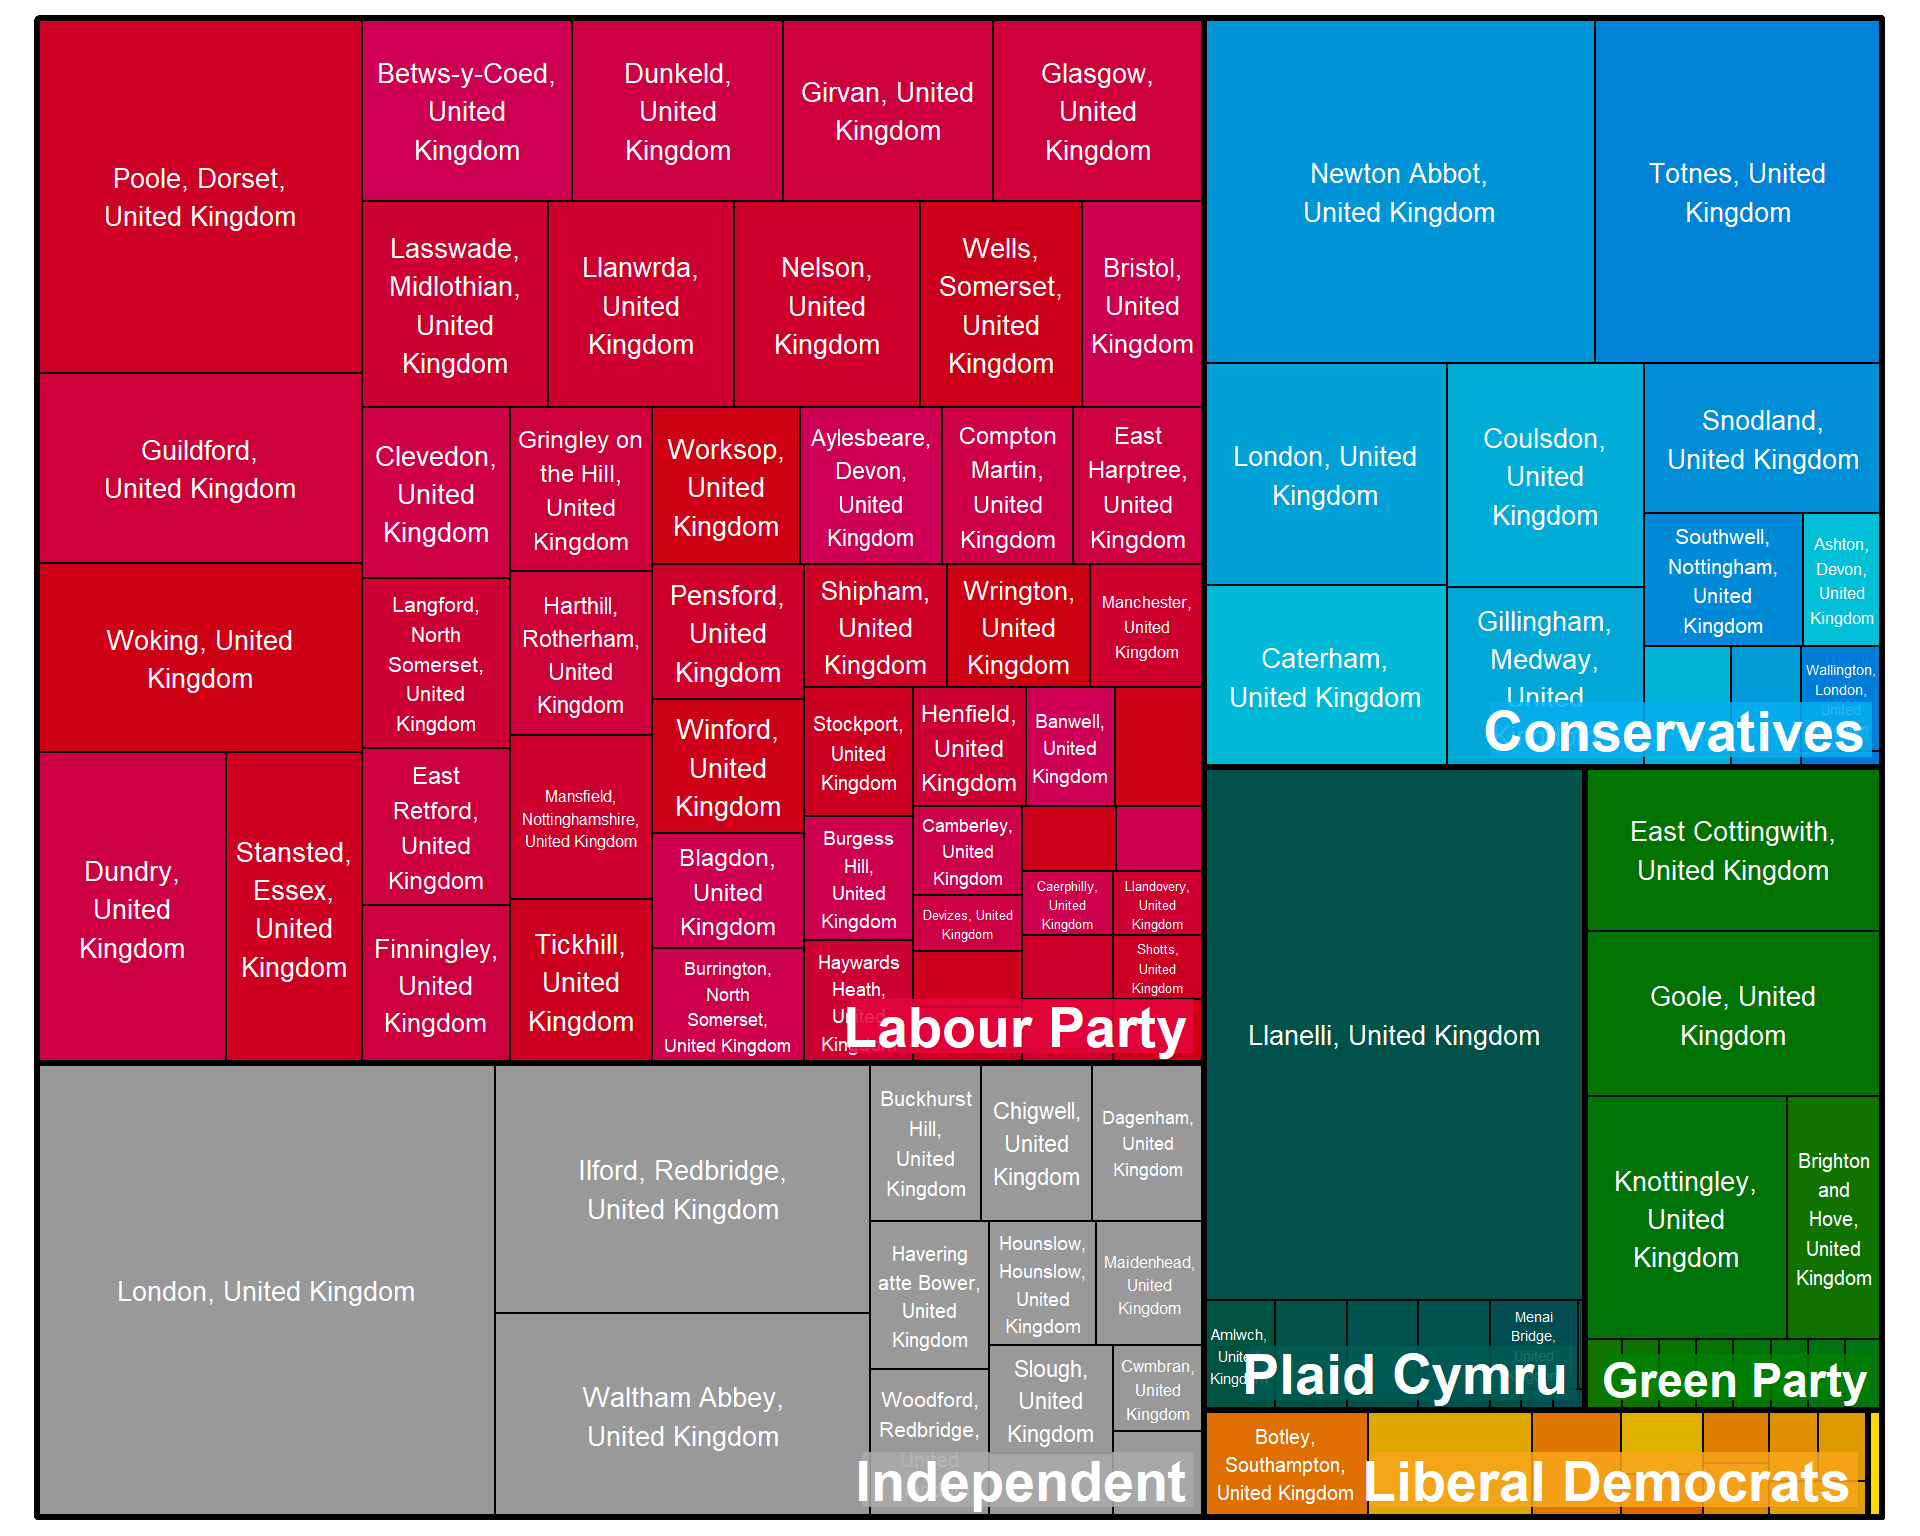 Poole, Dorset,
United Kingdom
Guildford,
United Kingdom
Woking, United
Kingdom
Dundry,
United
Kingdom
Stansted,
Essex,
United
Kingdom
Betws-y-Coed,
United
Kingdom
Dunkeld,
United
Kingdom
Girvan, United
Kingdom
Glasgow,
United
Kingdom
Lasswade,
Midlothian,
United
Kingdom
Llanwrda,
United
Kingdom
Nelson,
United
Kingdom
Wells,
Somerset,
United
Kingdom
Bristol,
United
Kingdom
Clevedon,
United
Kingdom
Langford,
North
Somerset,
United
Kingdom
East
Retford,
United
Kingdom
Finningley,
United
Kingdom
Gringley on
the Hill,
United
Kingdom
Harthill,
Rotherham,
United
Kingdom
Mansfield,
Nottinghamshire,
United Kingdom
Tickhill,
United
Kingdom
Worksop,
United
Kingdom
Aylesbeare,
Devon,
United
Kingdom
Compton
Martin,
United
Kingdom
East
Harptree,
United
Kingdom
Pensford,
United
Kingdom
Winford,
United
Kingdom
Blagdon,
United
Kingdom
Burrington,
North
Somerset,
United Kingdom
Shipham,
United
Kingdom
Wrington,
United
Kingdom
Manchester,
United
Kingdom
Stockport,
United
Kingdom
Burgess
Hill,
United
Kingdom
Haywards
Heath,
United
Kingdom
Henfield,
United
Kingdom
Banwell,
United
Kingdom
Camberley,
United
Kingdom
Devizes, United
Kingdom
Caerphilly,
United
Kingdom
Llandovery,
United
Kingdom
Shotts,
United
Kingdom
Labour Party
London, United Kingdom
Ilford, Redbridge,
United Kingdom
Waltham Abbey,
United Kingdom
Buckhurst
Hill,
United
Kingdom
Chigwell,
United
Kingdom
Dagenham,
United
Kingdom
Havering
atte Bower,
United
Kingdom
Hounslow,
Hounslow,
United
Kingdom
Maidenhead,
United
Kingdom
Woodford,
Redbridge,
United
Slough,
United
Kingdom
Cwmbran,
United
Kingdom
Independent
Newton Abbot,
United Kingdom
Totnes, United
Kingdom
London, United
Kingdom
Caterham,
United Kingdom
Coulsdon,
United
Kingdom
Gillingham,
Medway,
United
Kingdom
Snodland,
United Kingdom
Southwell,
Nottingham,
United
Kingdom
Ashton,
Devon,
United
Kingdom
Wallington,
London,
United
Conservatives
Llanelli, United Kingdom
Amlwch,
United
Kingdom
Menai
Bridge,
United
Plaid Cymru
East Cottingwith,
United Kingdom
Goole, United
Kingdom
Knottingley,
United
Kingdom
Brighton
and
Hove,
United
Kingdom
Green Party
Botley,
Southampton,
United Kingdom
Liberal Democrats